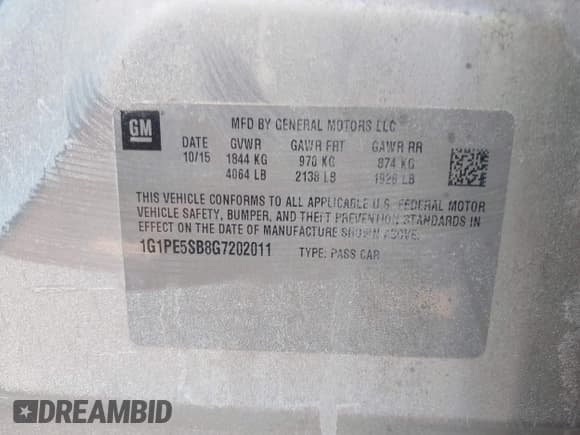 GM
MFD BY GENERAL MOTORS LLC
DATE GVWR GAWR FRT GAWR RR
10/15 1844 KG 970 KG 874 KG
4064 LB 2138 LB 1926 LB
THIS VEHICLE CONFORMS TO ALL APPLICABLE U.S. FEDERAL MOTOR
VEHICLE SAFETY, BUMPER, AND THEFT PREVENTION STANDARDS IN
EFFECT ON THE DATE OF MANUFACTURE SHOWN ABOVE.
1G1PE5SB8G7202011 TYPE: PASS CAR
DREAMBID